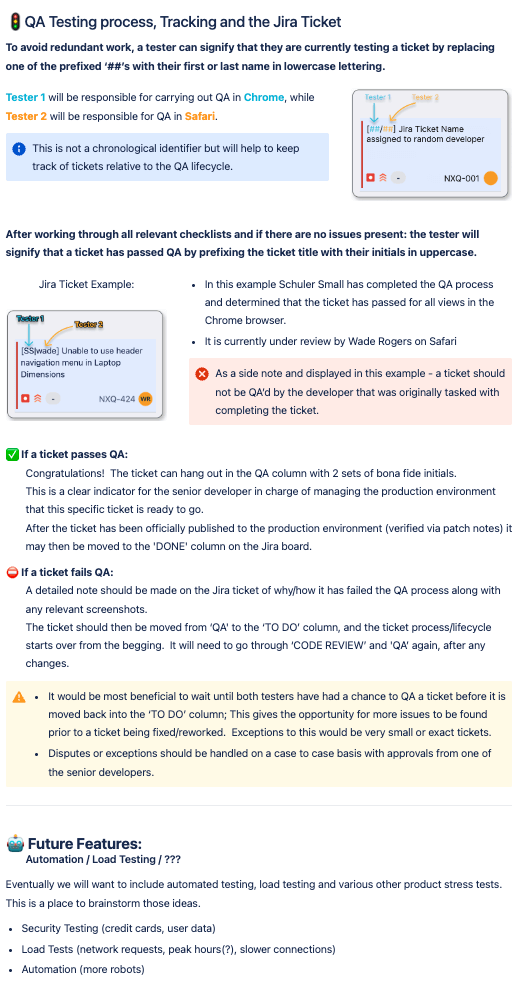 QA Testing process, Tracking and the Jira Ticket
To avoid redundant work, a tester can signify that they are currently testing a ticket by replacing
one of the prefixed ‘##’s with their first or last name in lowercase lettering.
Tester 1 will be responsible for carrying out QA in Chrome, while
Tester 2 will be responsible for QA in Safari.
This is not a chronological identifier but will help to keep
track of tickets relative to the QA lifecycle.
Tester 1 Tester 2
[##/##] Jira Ticket Name
assigned to random developer
- NXQ-001
After working through all relevant checklists and if there are no issues present: the tester will
signify that a ticket has passed QA by prefixing the ticket title with their initials in uppercase.
Jira Ticket Example:
Tester 1
Tester 2
[SS|wade] Unable to use header
navigation menu in Laptop
Dimensions
- NXQ-424 WR
• In this example Schuler Small has completed the QA process
and determined that the ticket has passed for all views in the
Chrome browser.
• It is currently under review by Wade Rogers on Safari
As a side note and displayed in this example - a ticket should
not be QA’d by the developer that was originally tasked with
completing the ticket.
If a ticket passes QA:
Congratulations! The ticket can hang out in the QA column with 2 sets of bona fide initials.
This is a clear indicator for the senior developer in charge of managing the production environment
that this specific ticket is ready to go.
After the ticket has been officially published to the production environment (verified via patch notes) it
may then be moved to the 'DONE' column on the Jira board.
If a ticket fails QA:
A detailed note should be made on the Jira ticket of why/how it has failed the QA process along with
any relevant screenshots.
The ticket should then be moved from ‘QA’ to the ‘TO DO’ column, and the ticket process/lifecycle
starts over from the begging. It will need to go through ‘CODE REVIEW’ and 'QA' again, after any
changes.
• It would be most beneficial to wait until both testers have had a chance to QA a ticket before it is
moved back into the ‘TO DO’ column; This gives the opportunity for more issues to be found
prior to a ticket being fixed/reworked. Exceptions to this would be very small or exact tickets.
• Disputes or exceptions should be handled on a case to case basis with approvals from one of
the senior developers.
Future Features:
Automation / Load Testing / ???
Eventually we will want to include automated testing, load testing and various other product stress tests.
This is a place to brainstorm those ideas.
• Security Testing (credit cards, user data)
• Load Tests (network requests, peak hours(?), slower connections)
• Automation (more robots)